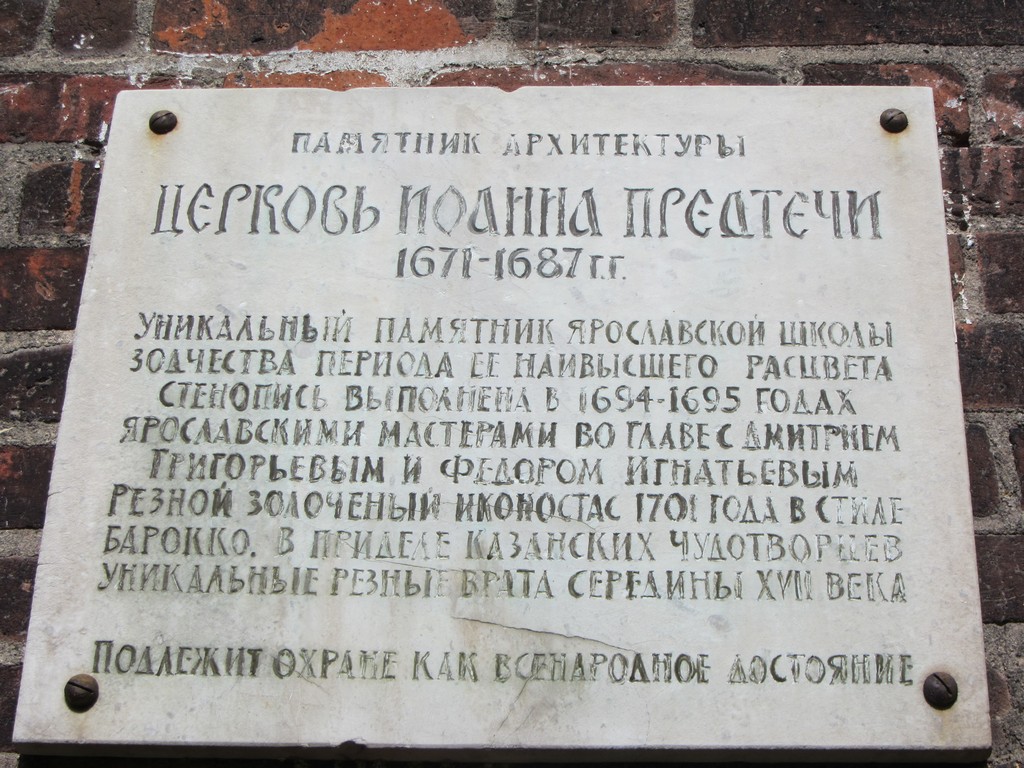 ПАМЯТНИК АРХИТЕКТУРЫ
ЦЕРКОВЬ ИОАННА ПРЕДТЕЧИ
1671-1687 г.г.
УНИКАЛЬНЫЙ ПАМЯТНИК ЯРОСЛАВСКОЙ ШКОЛЫ
ЗОДЧЕСТВА ПЕРИОДА ЕЕ НАИВЫСШЕГО РАСЦВЕТА
СТЕНОПИСЬ ВЫПОЛНЕНА В 1694-1695 ГОДАХ
ЯРОСЛАВСКИМИ МАСТЕРАМИ ВО ГЛАВЕ С ДМИТРИЕМ
ГРИГОРЬЕВЫМ И ФЕДОРОМ ИГНАТЬЕВЫМ
РЕЗНОЙ ЗОЛОЧЕНЫЙ ИКОНОСТАС 1701 ГОДА В СТИЛЕ
БАРОККО. В ПРИДЕЛЕ КАЗАНСКИХ ЧУДОТВОРЦЕВ
УНИКАЛЬНЫЕ РЕЗНЫЕ ВРАТА СЕРЕДИНЫ XVII ВЕКА
ПОДЛЕЖИТ ОХРАНЕ КАК ВСЕНАРОДНОЕ ДОСТОЯНИЕ